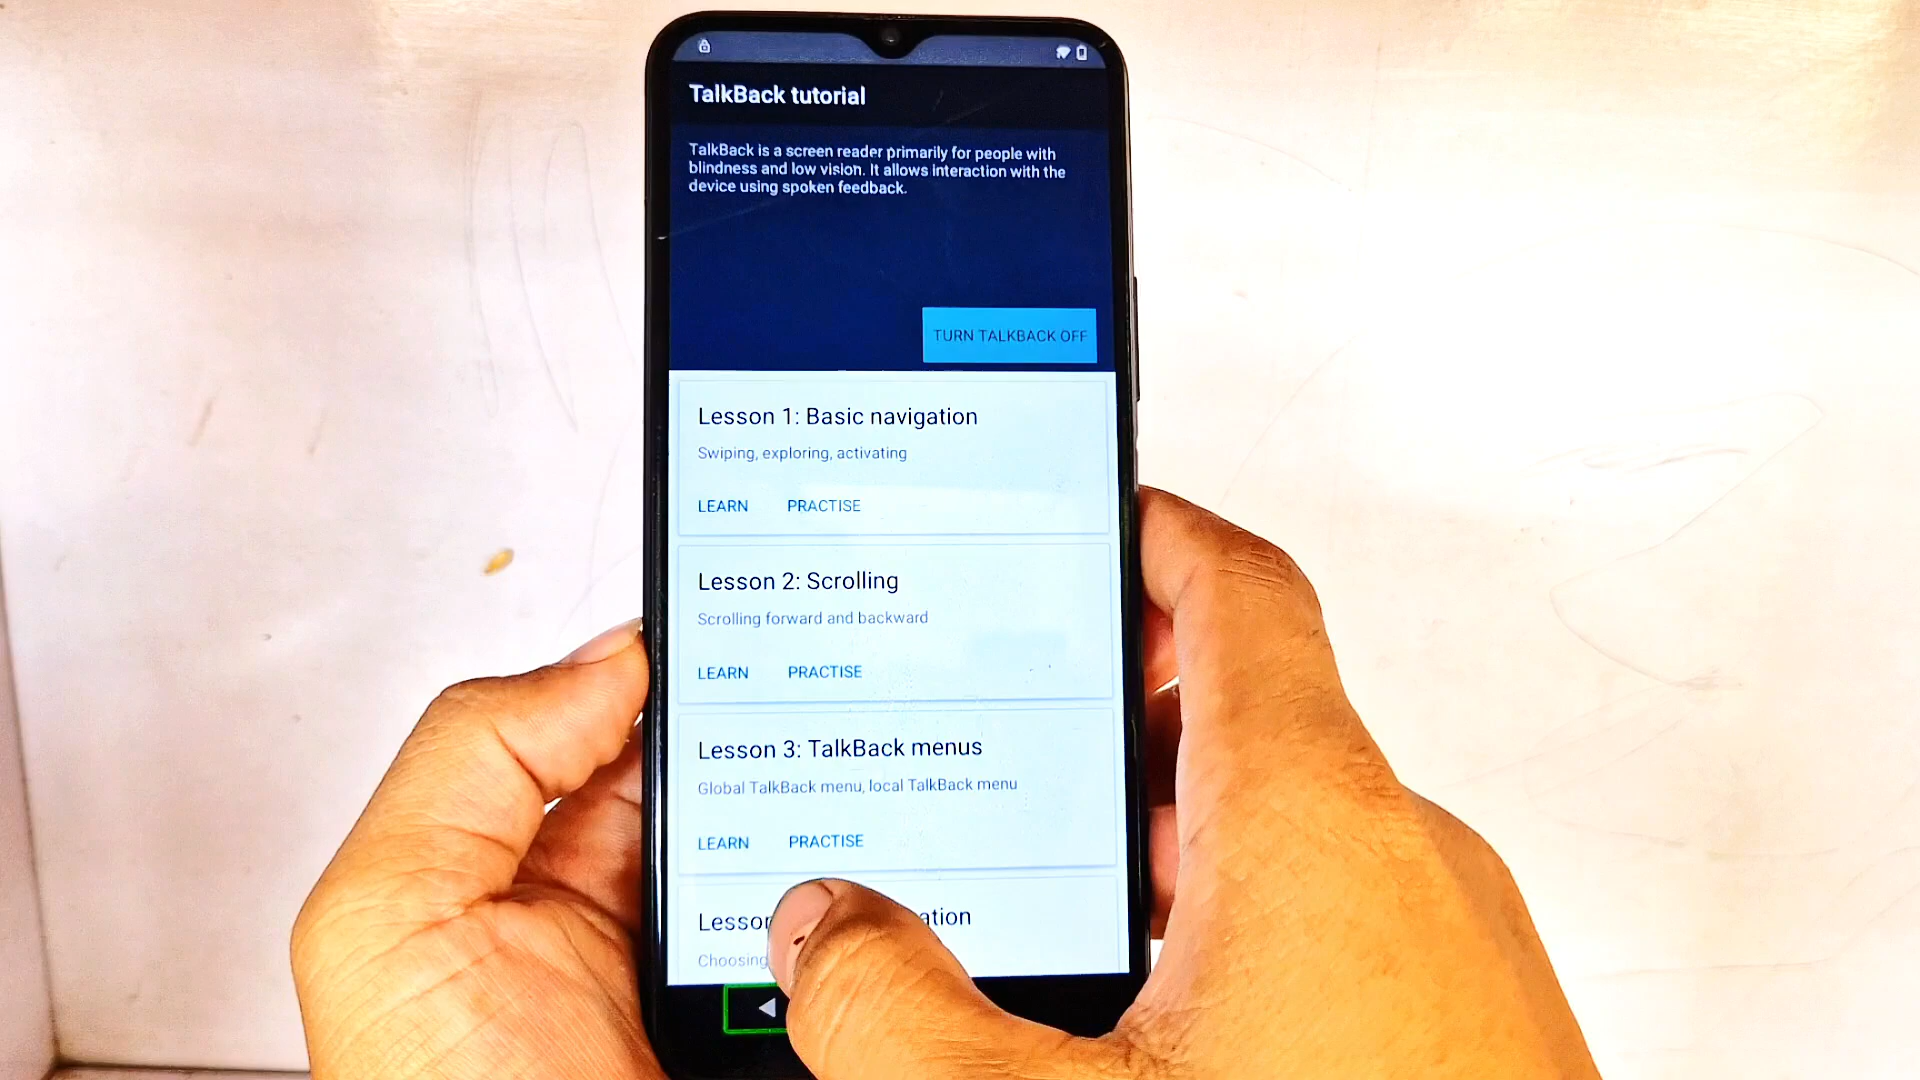 TalkBack tutorial
TalkBack is a screen reader primarily for people with
blindness and low vision. It allows interaction with the
device using spoken feedback.
TURN TALKBACK OFF
Lesson 1: Basic navigation
Swiping, exploring, activating
LEARN PRACTISE
Lesson 2: Scrolling
Scrolling forward and backward
LEARN PRACTISE
Lesson 3: TalkBack menus
Global TalkBack menu, local TalkBack menu
LEARN PRACTISE
Lesson
Choosing